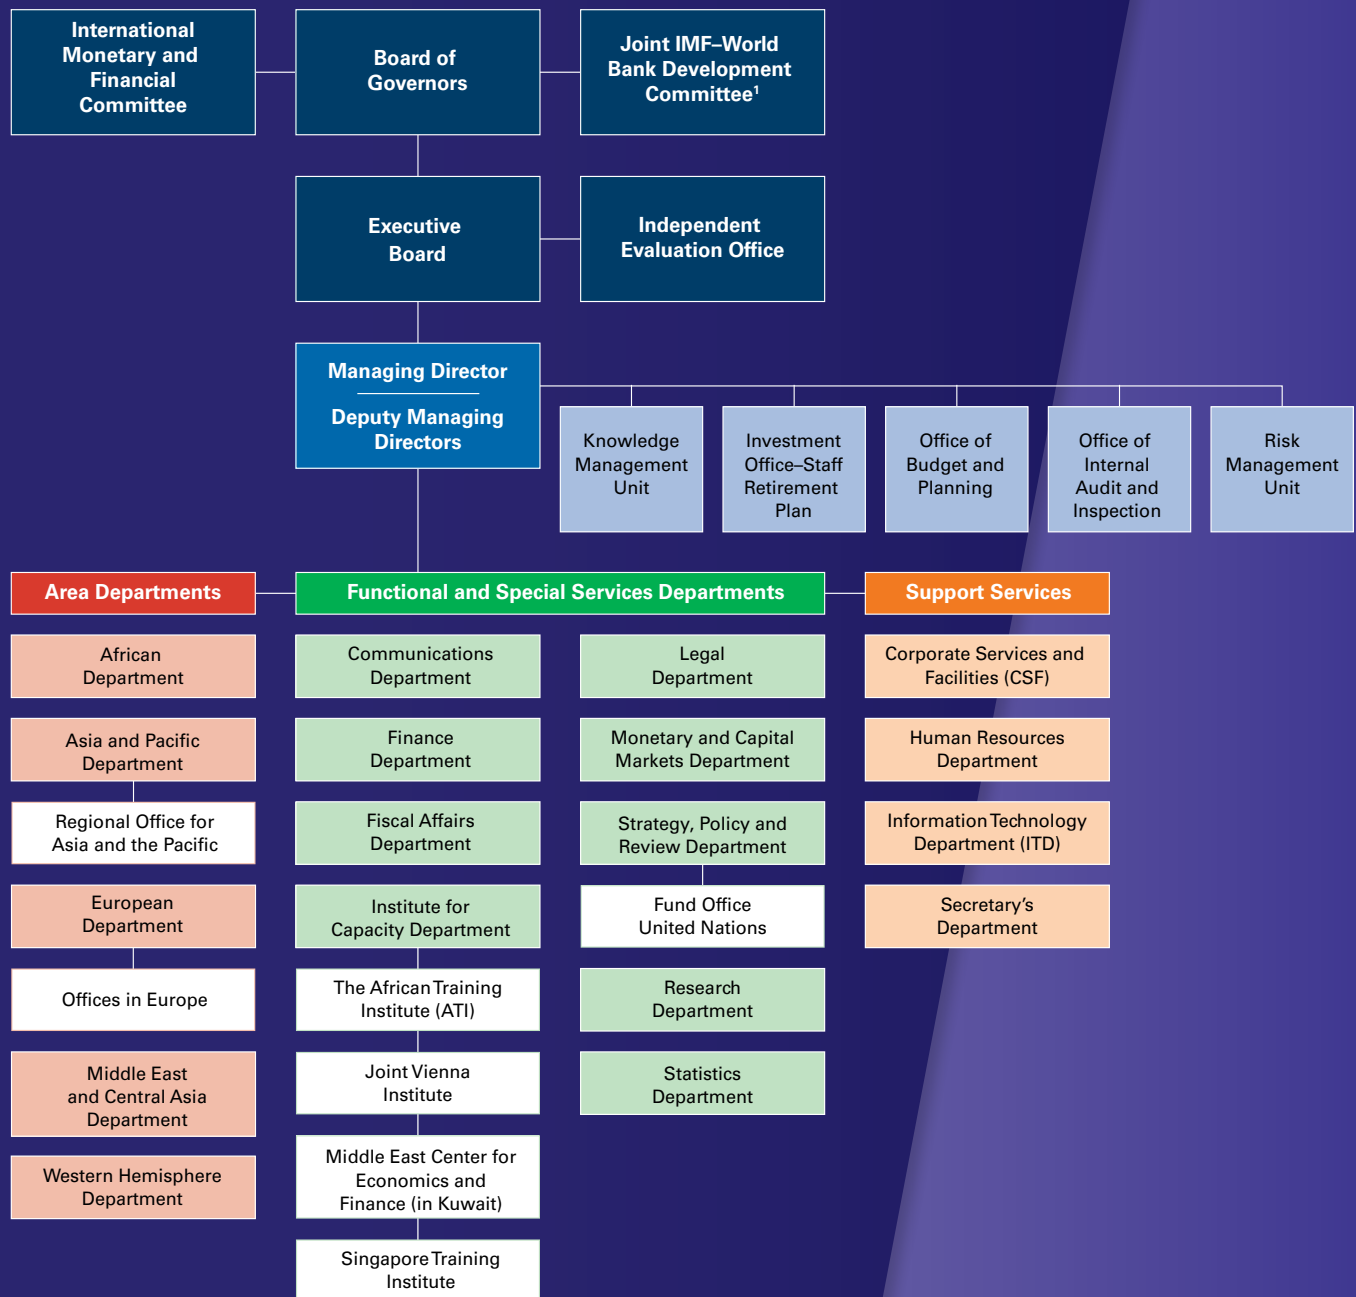 International
Monetary and
Financial
Committee
Board of
Governors
Joint IMF–World
Bank Development
Committee¹
Executive
Board
Independent
Evaluation Office
Managing Director
Deputy Managing
Directors
Knowledge
Management
Unit
Investment
Office–Staff
Retirement
Plan
Office of
Budget and
Planning
Office of
Internal
Audit and
Inspection
Risk
Management
Unit
Area Departments
Functional and Special Services Departments
Support Services
African
Department
Asia and Pacific
Department
Regional Office for
Asia and the Pacific
European
Department
Offices in Europe
Middle East
and Central Asia
Department
Western Hemisphere
Department
Communications
Department
Finance
Department
Fiscal Affairs
Department
Institute for
Capacity Department
The African Training
Institute (ATI)
Joint Vienna
Institute
Middle East Center for
Economics and
Finance (in Kuwait)
Singapore Training
Institute
Legal
Department
Monetary and Capital
Markets Department
Strategy, Policy and
Review Department
Fund Office
United Nations
Research
Department
Statistics
Department
Corporate Services and
Facilities (CSF)
Human Resources
Department
Information Technology
Department (ITD)
Secretary’s
Department